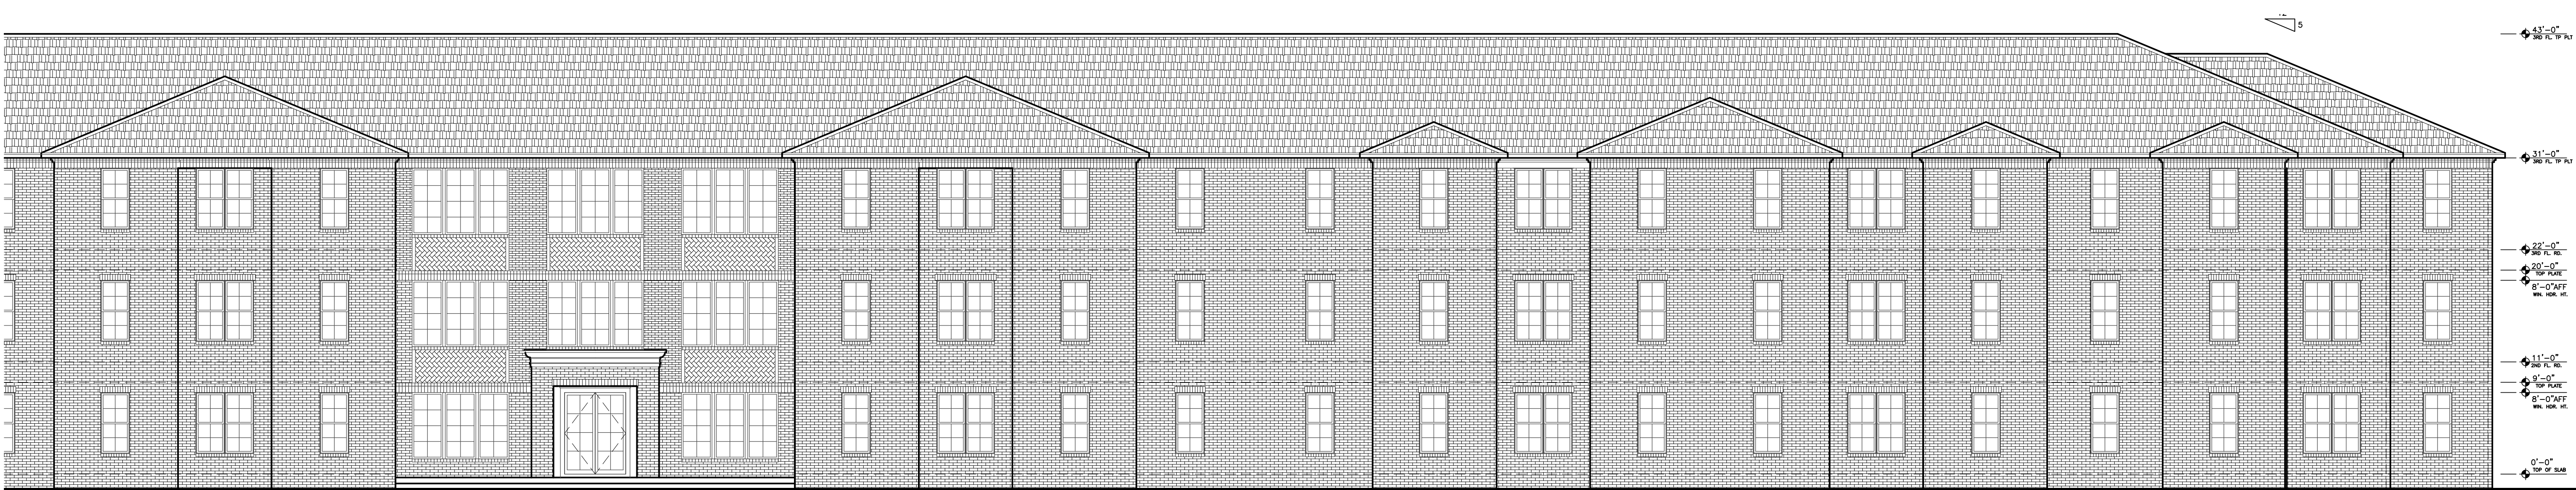 5
43'-0"
3RD FL. TP PLT
31'-0"
3RD FL. TP PLT
22'-0"
3RD FL. RD.
20'-0"
TOP PLATE
8'-0"AFF
WIN. HDR. HT.
11'-0"
2ND FL. RD.
9'-0"
TOP PLATE
8'-0"AFF
WIN. HDR. HT.
0'-0"
TOP OF SLAB